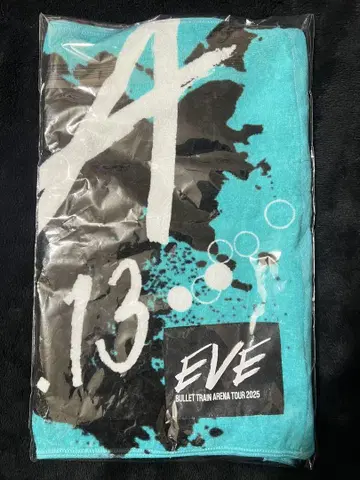 A
.13
EVE
BULLET TRAIN ARENA TOUR 2025